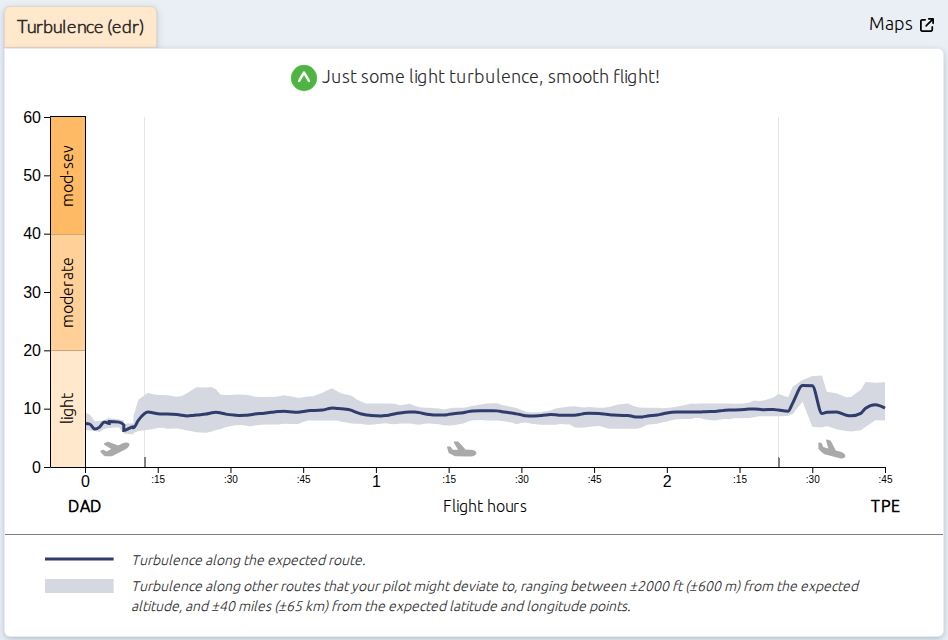 Turbulence (edr)
Maps
Just some light turbulence, smooth flight!
60
50
40
30
20
10
0
mod-sev
moderate
light
0 :15 :30 :45 1 :15 :30 :45 2 :15 :30 :45
DAD Flight hours TPE
Turbulence along the expected route.
Turbulence along other routes that your pilot might deviate to, ranging between ±2000 ft (±600 m) from the expected
altitude, and ±40 miles (±65 km) from the expected latitude and longitude points.